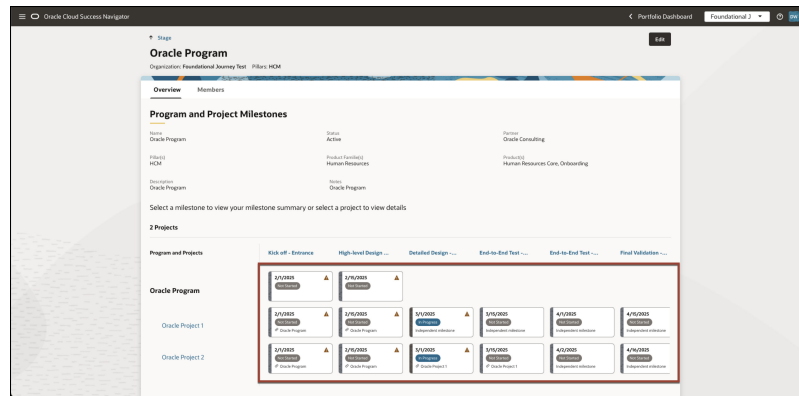 Oracle Cloud Success Navigator
Portfolio Dashboard
Foundational J
DW
Stage
Edit
Oracle Program
Organization: Foundational Journey Test Pillars: HCM
Overview Members
Program and Project Milestones
Name Status Partner
Oracle Program Active Oracle Consulting
Pillar(s) Product Familie(s) Product(s)
HCM Human Resources Human Resources Core, Onboarding
Description Notes
Oracle Program Oracle Program
Select a milestone to view your milestone summary or select a project to view details
2 Projects
Program and Projects Kick off - Entrance High-level Design ... Detailed Design -... End-to-End Test -... End-to-End Test -... Final Validation -...
Oracle Program
2/1/2025 2/15/2025
Not Started Not Started
Oracle Project 1
2/1/2025 2/15/2025 3/1/2025 3/15/2025 4/1/2025 4/15/2025
Not Started Not Started In Progress Not Started Not Started Not Started
Oracle Program Oracle Program Independent milestone Independent milestone Independent milestone Independent milestone
Oracle Project 2
2/1/2025 2/15/2025 3/1/2025 3/15/2025 4/2/2025 4/16/2025
Not Started Not Started In Progress Not Started Not Started Not Started
Oracle Program Oracle Program Oracle Project 1 Oracle Project 1 Independent milestone Independent milestone